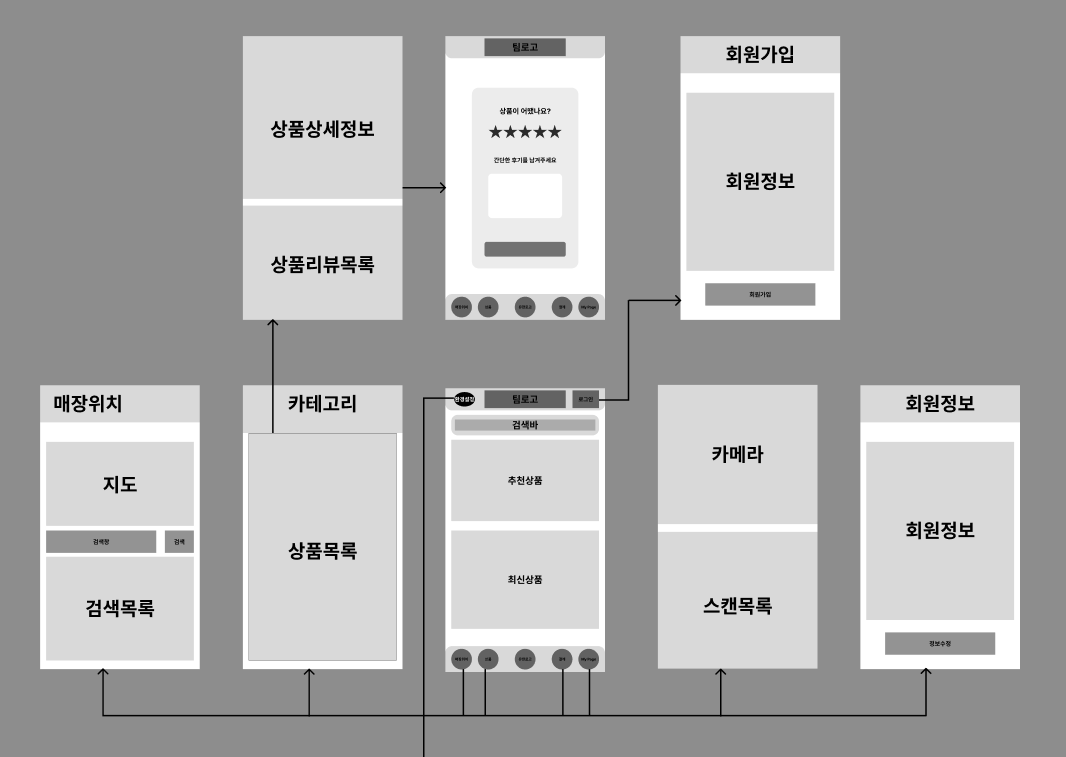 상품상세정보
상품리뷰목록
팀로고
상품이 어땠나요?
★★★★★
간단한 후기를 남겨주세요
My Page
회원가입
회원정보
회원가입
매장위치
지도
검색창
검색
검색목록
카테고리
상품목록
환경설정
팀로고
로그인
검색바
추천상품
최신상품
My Page
카메라
스캔목록
회원정보
회원정보
정보수정